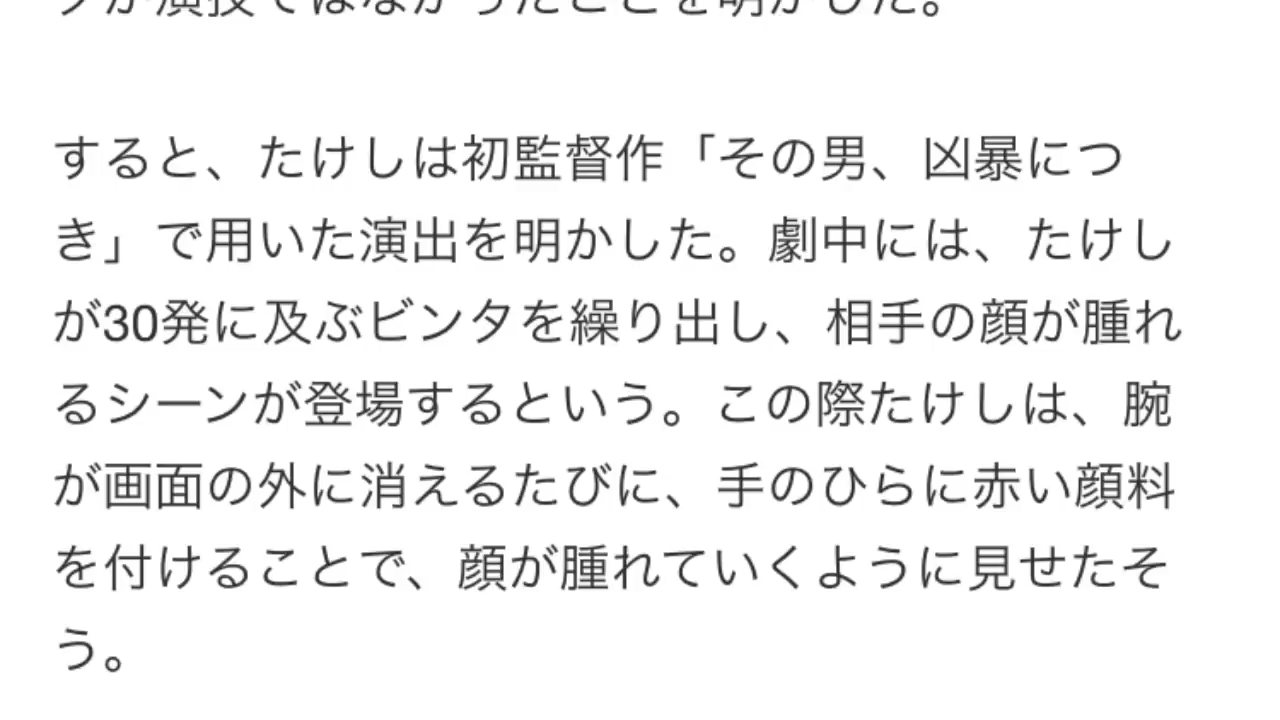 すると、たけしは初監督作「その男、凶暴につ
き」で用いた演出を明かした。劇中には、たけし
が30発に及ぶビンタを繰り出し、相手の顔が腫れ
るシーンが登場するという。この際たけしは、腕
が画面の外に消えるたびに、手のひらに赤い顔料
を付けることで、顔が腫れていくように見せたそ
う。